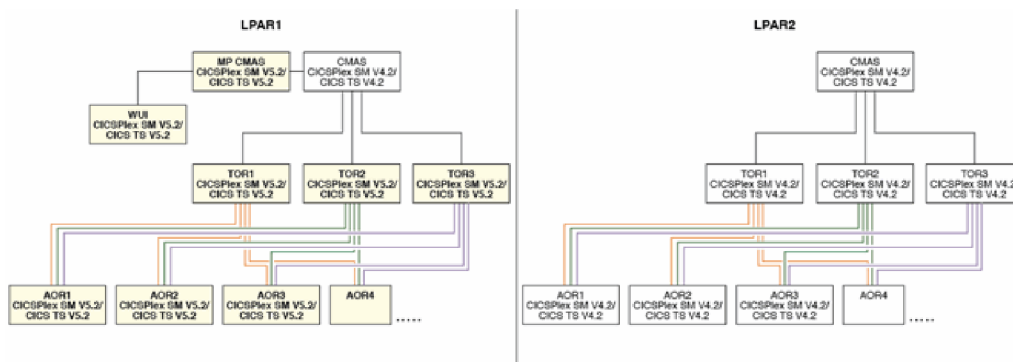 LPAR1
MP CMAS
CICSPlex SM V5.2/
CICS TS V5.2
CMAS
CICSPlex SM V4.2/
CICS TS V4.2
WUI
CICSPlex SM V5.2/
CICS TS V5.2
TOR1
CICSPlex SM V5.2/
CICS TS V5.2
TOR2
CICSPlex SM V5.2/
CICS TS V5.2
TOR3
CICSPlex SM V5.2/
CICS TS V5.2
AOR1
CICSPlex SM V5.2/
CICS TS V5.2
AOR2
CICSPlex SM V5.2/
CICS TS V5.2
AOR3
CICSPlex SM V5.2/
CICS TS V5.2
AOR4
.....
LPAR2
CMAS
CICSPlex SM V4.2/
CICS TS V4.2
TOR1
CICSPlex SM V4.2/
CICS TS V4.2
TOR2
CICSPlex SM V4.2/
CICS TS V4.2
TOR3
CICSPlex SM V4.2/
CICS TS V4.2
AOR1
CICSPlex SM V4.2/
CICS TS V4.2
AOR2
CICSPlex SM V4.2/
CICS TS V4.2
AOR3
CICSPlex SM V4.2/
CICS TS V4.2
AOR4
.....